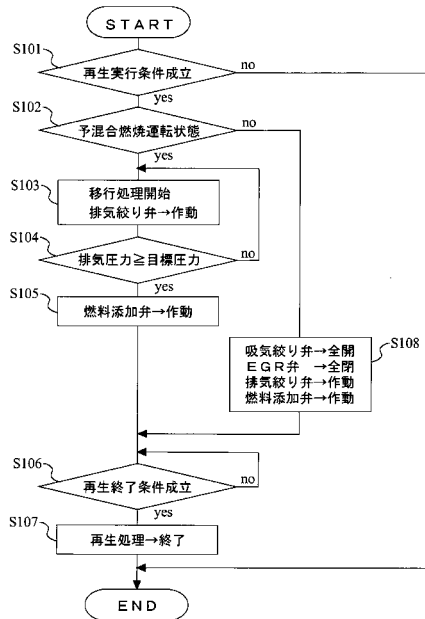 START
S101
再生実行条件成立
no
yes
S102
予混合燃焼運転状態
no
yes
S103
移行処理開始
排気絞り弁→作動
S104
排気圧力≧目標圧力
no
yes
S105
燃料添加弁→作動
S108
吸気絞り弁→全開
EGR弁 →全閉
排気絞り弁→作動
燃料添加弁→作動
S106
再生終了条件成立
no
yes
S107
再生処理→終了
END